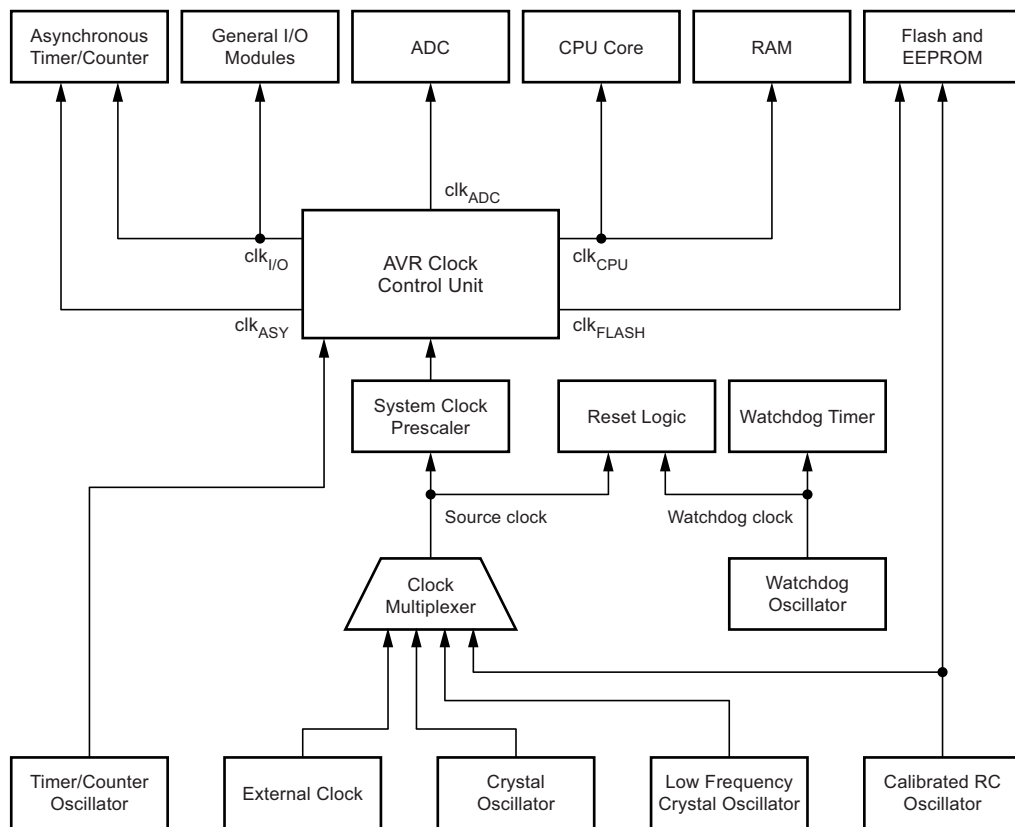 Asynchronous
Timer/Counter
General I/O
Modules
ADC
CPU Core
RAM
Flash and
EEPROM
clkADC
clkI/O
AVR Clock
Control Unit
clkCPU
clkASY
clkFLASH
System Clock
Prescaler
Reset Logic
Watchdog Timer
Source clock
Watchdog clock
Clock
Multiplexer
Watchdog
Oscillator
Timer/Counter
Oscillator
External Clock
Crystal
Oscillator
Low Frequency
Crystal Oscillator
Calibrated RC
Oscillator